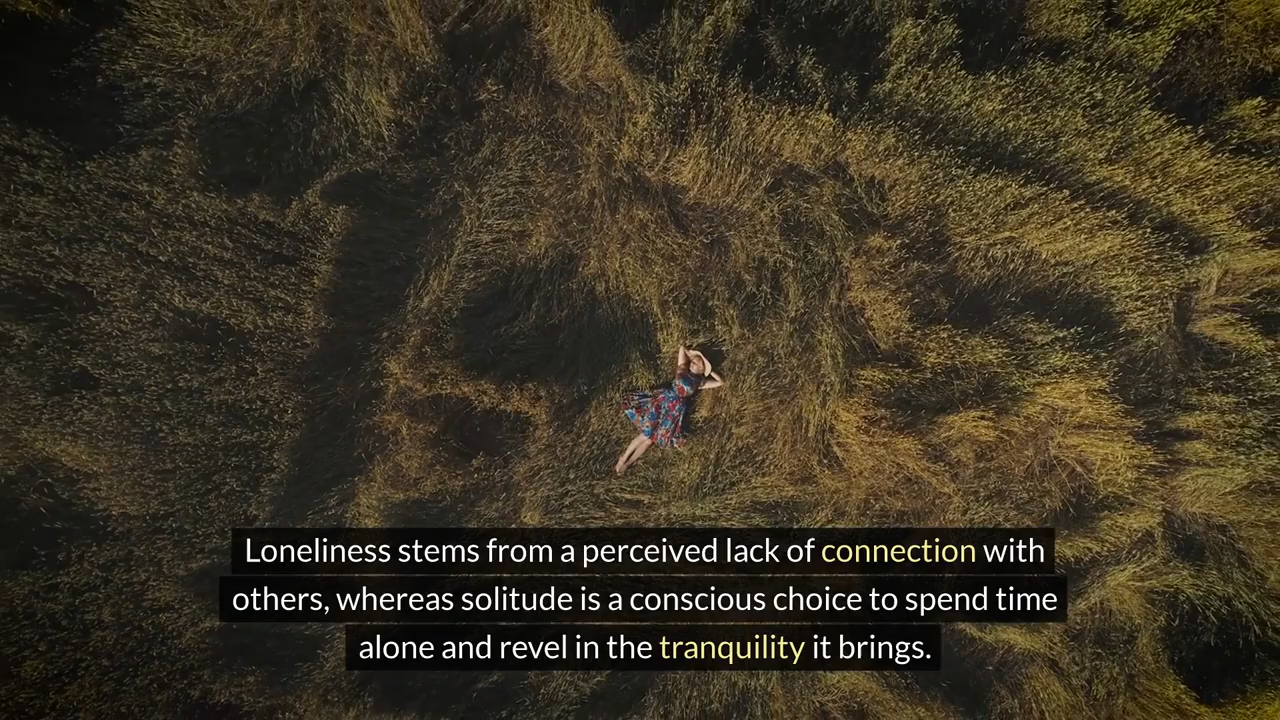 Loneliness stems from a perceived lack of connection with
others, whereas solitude is a conscious choice to spend time
alone and revel in the tranquility it brings.